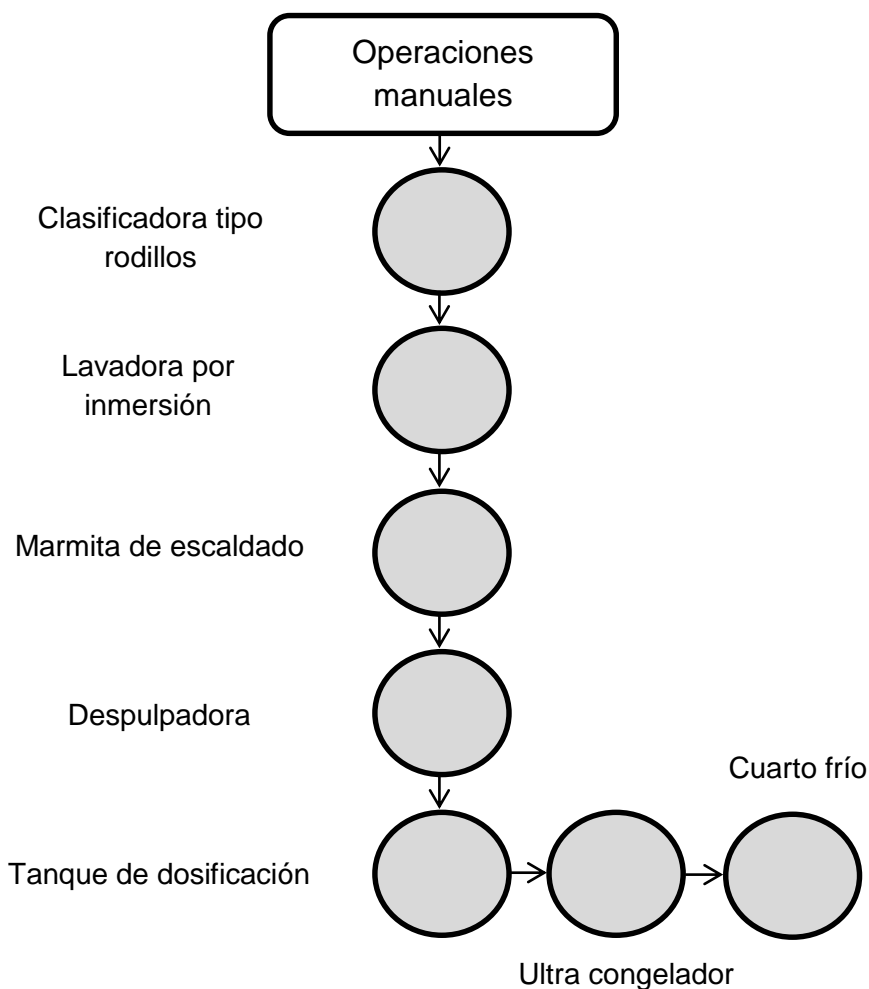 Operaciones
manuales
Clasificadora tipo
rodillos
Lavadora por
inmersión
Marmita de escaldado
Despulpadora
Cuarto frío
Tanque de dosificación
Ultra congelador